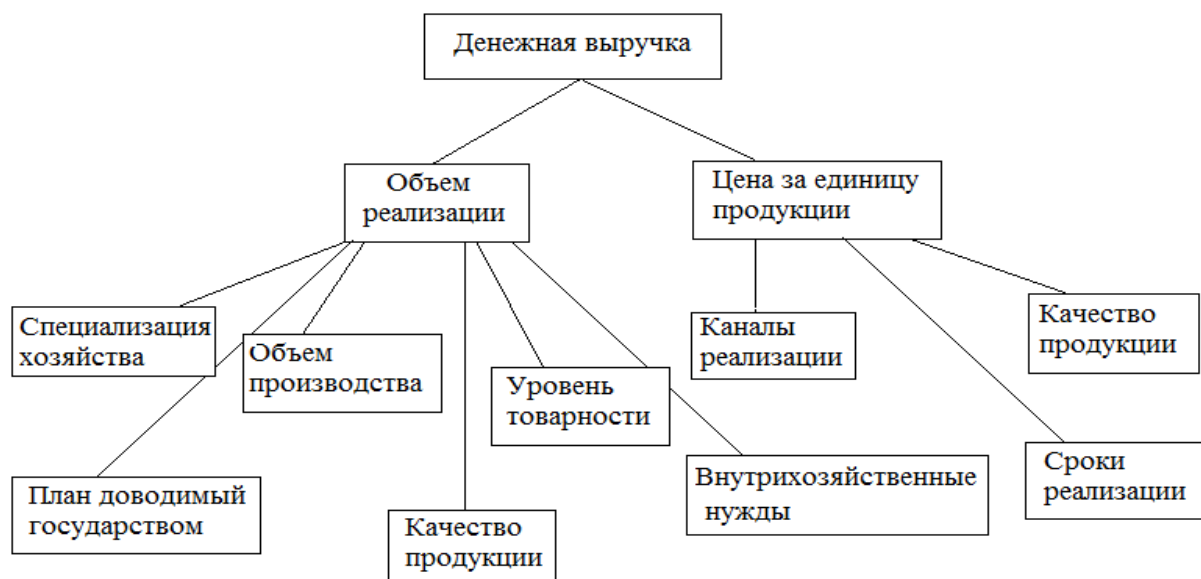 Денежная выручка
Объем
реализации
Цена за единицу
продукции
Специализация
хозяйства
Объем
производства
Уровень
товарности
Каналы
реализации
Качество
продукции
План доводимый
государством
Качество
продукции
Внутрихозяйственные
нужды
Сроки
реализации